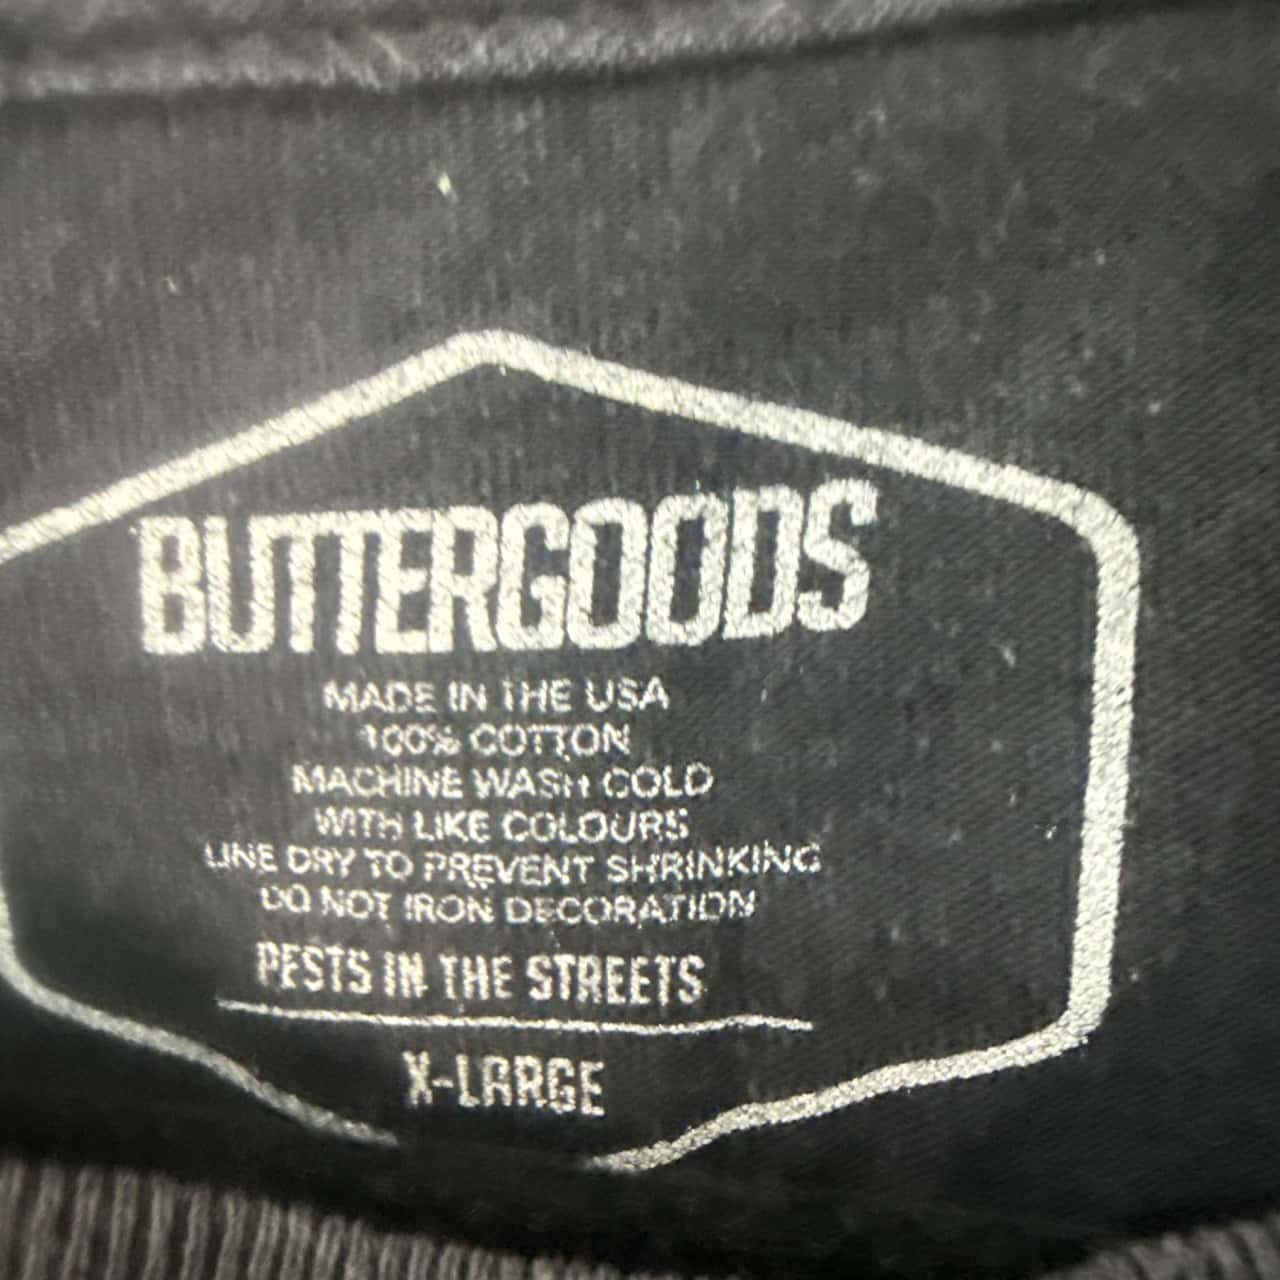 BUTTERGOODS
MADE IN THE USA
100% COTTON
MACHINE WASH COLD
WITH LIKE COLOURS
LINE DRY TO PREVENT SHRINKING
DO NOT IRON DECORATION
PESTS IN THE STREETS
X-LARGE